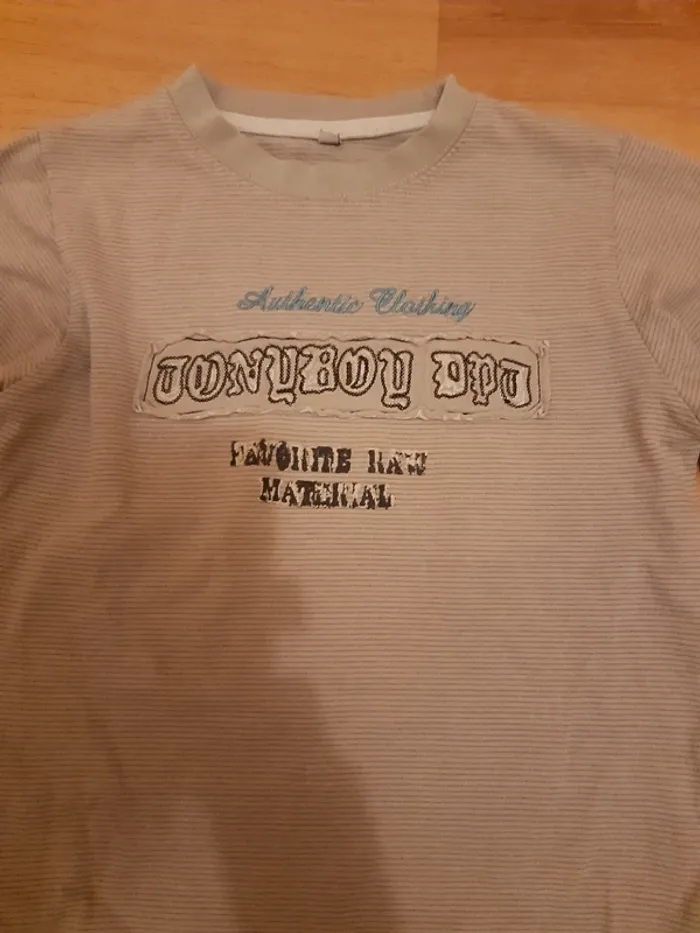 Authentic Clothing
TONYBOY DPT
FAVORITE RAW
MATERIAL